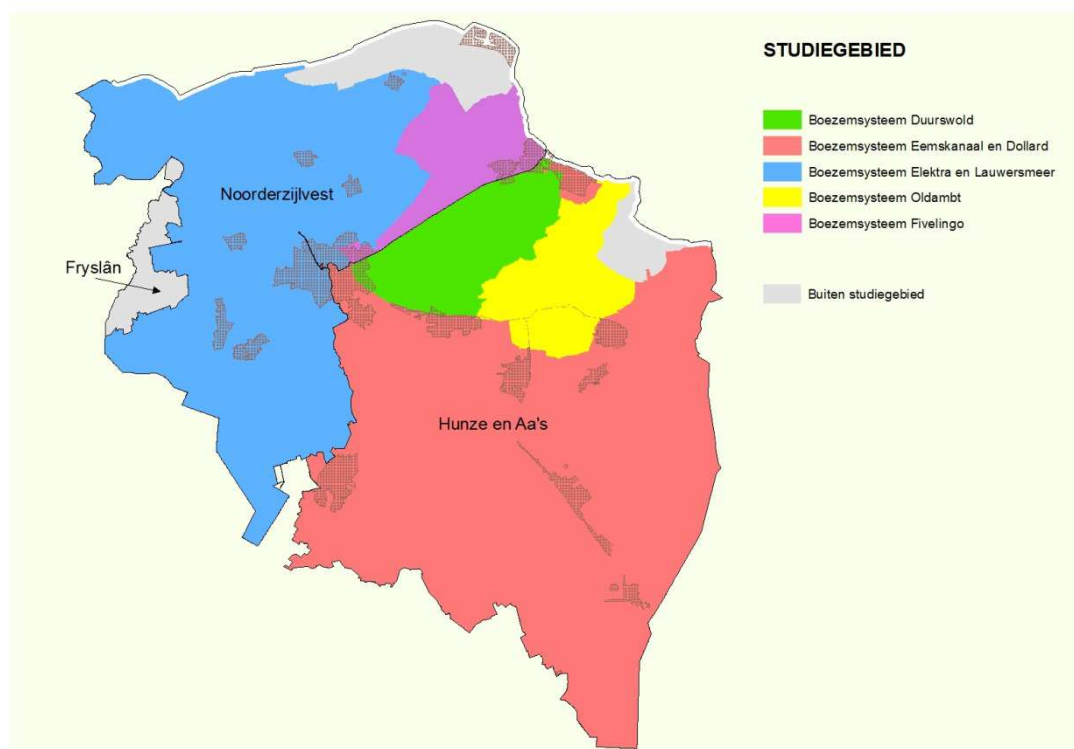 STUDIEGEBIED
Boezemsysteem Duurswold
Boezemsysteem Eemskanaal en Dollard
Boezemsysteem Elektra en Lauwersmeer
Boezemsysteem Oldambt
Boezemsysteem Fivelingo
Buiten studiegebied
Noorderzijlvest
Fryslân
Hunze en Aa's